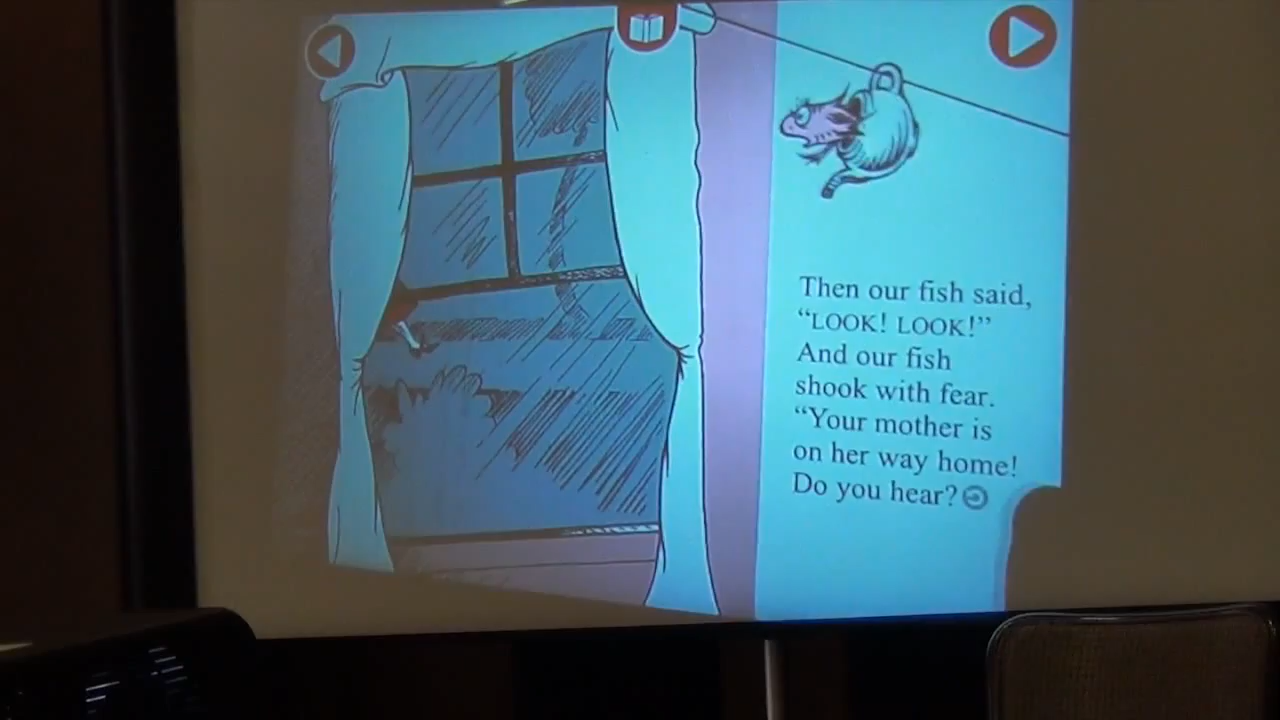 Then our fish said,
“LOOK! LOOK!”
And our fish
shook with fear.
“Your mother is
on her way home!
Do you hear?